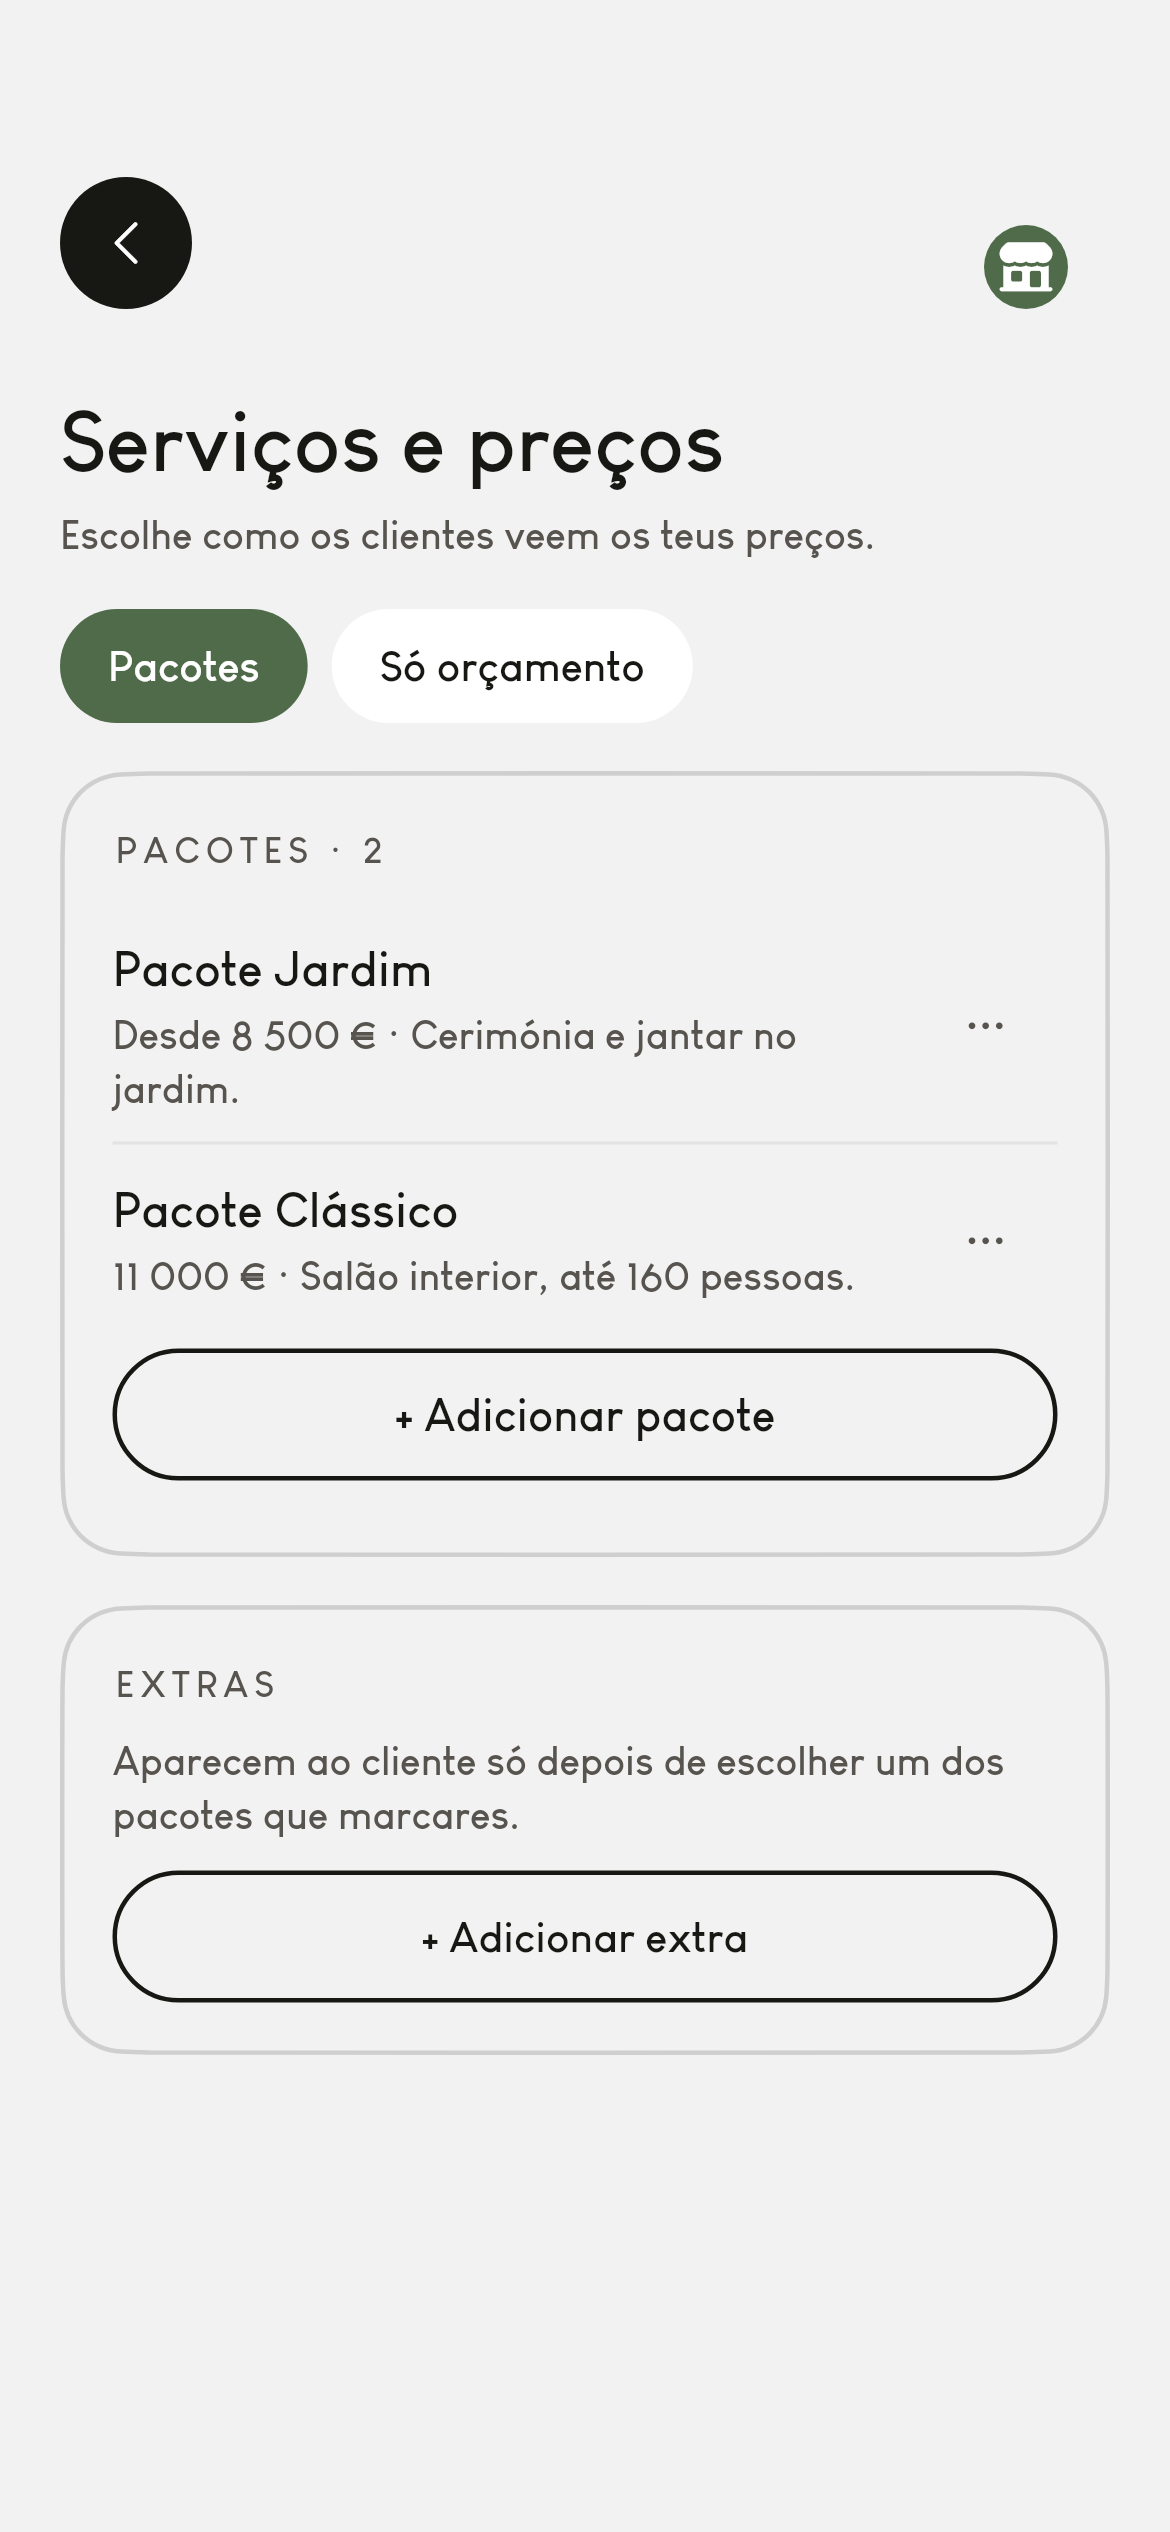 Serviços e preços
Escolhe como os clientes veem os teus preços.
Pacotes
Só orçamento
PACOTES · 2
Pacote Jardim
Desde 8 500 € · Cerimónia e jantar no
jardim.
...
Pacote Clássico
11 000 € · Salão interior, até 160 pessoas.
...
+ Adicionar pacote
EXTRAS
Aparecem ao cliente só depois de escolher um dos
pacotes que marcares.
+ Adicionar extra